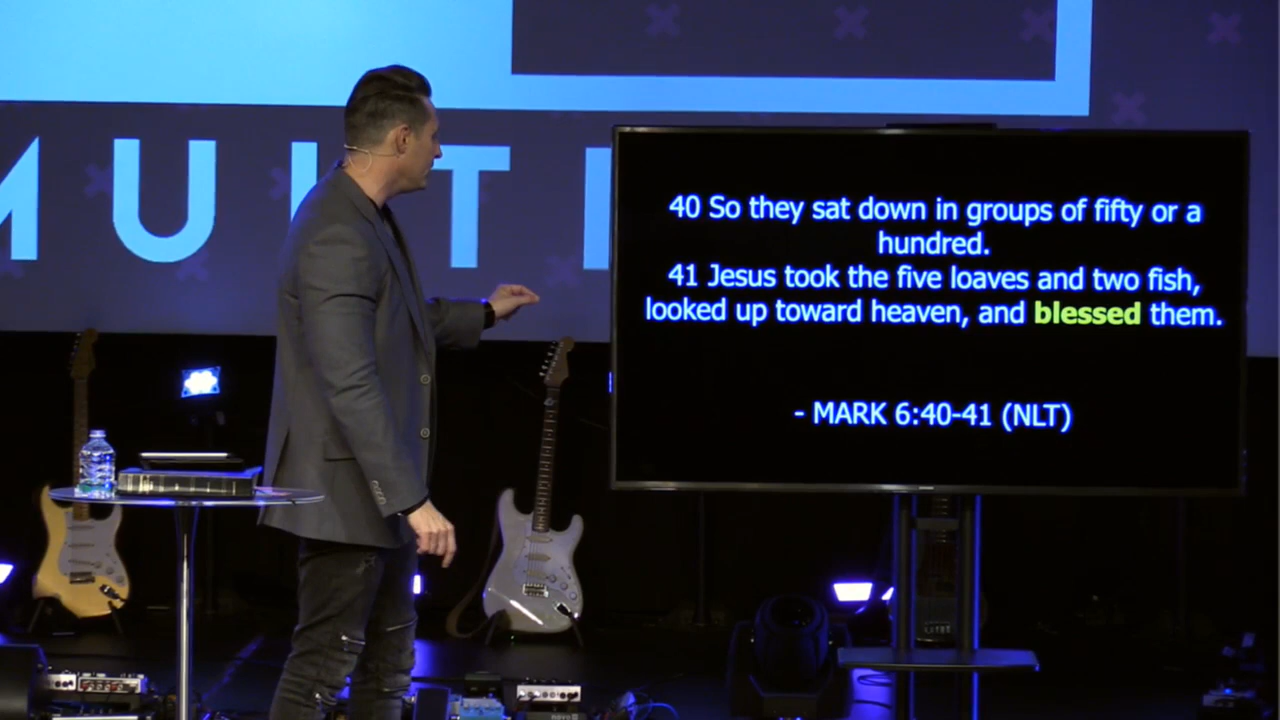 MULTI
40 So they sat down in groups of fifty or a
hundred.
41 Jesus took the five loaves and two fish,
looked up toward heaven, and blessed them.
- MARK 6:40-41 (NLT)